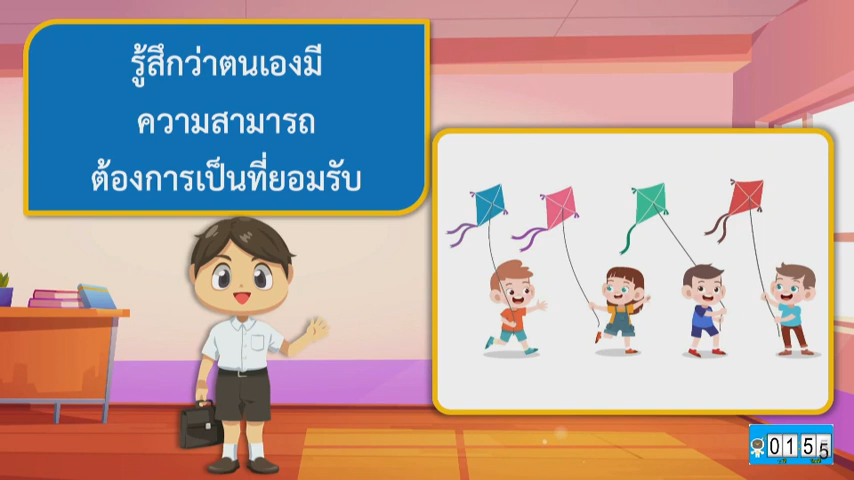 รู้สึกว่าตนเองมี
ความสามารถ
ต้องการเป็นที่ยอมรับ
0155